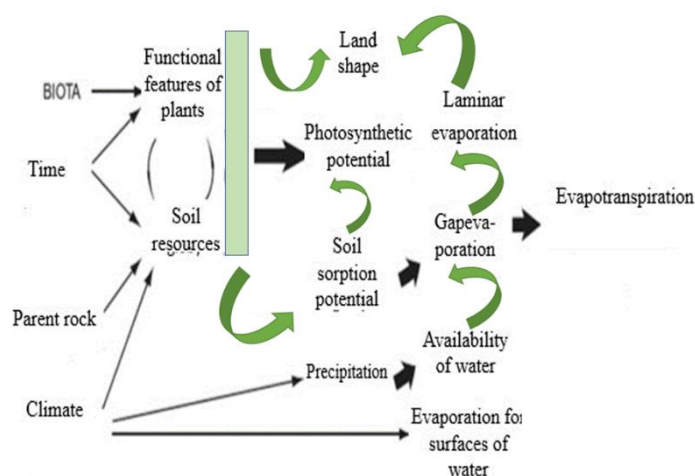 Functional
features of
plants
BIOTA
Time
Soil
resources
Parent rock
Climate
Land
shape
Photosynthetic
potential
Soil
sorption
potential
Precipitation
Laminar
evaporation
Gapeva-
poration
Availability
of water
Evaporation for
surfaces of
water
Evapotranspiration